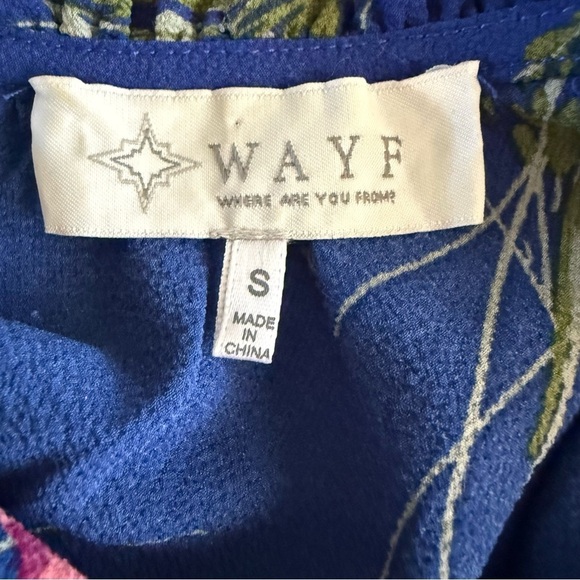 WAYF
WHERE ARE YOU FROM?
S
MADE
IN
CHINA